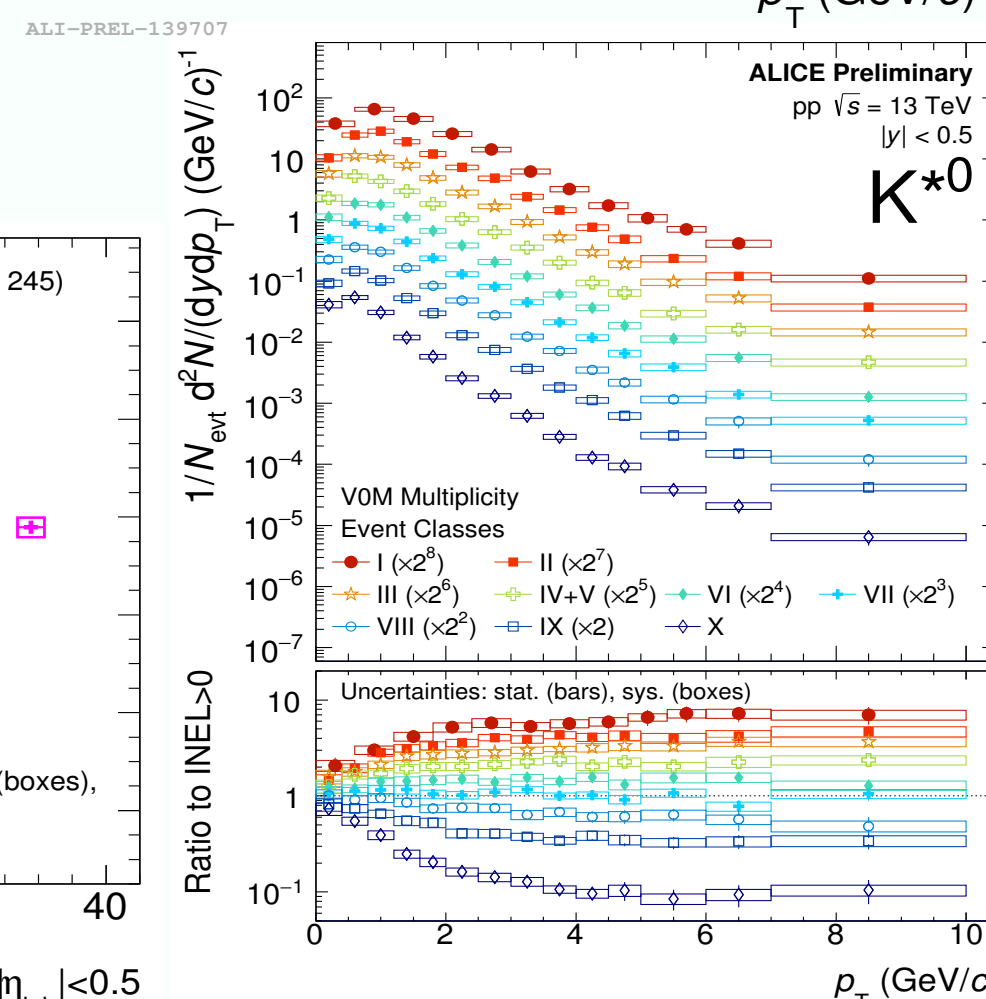 p_T (GeV/c)
ALI-PREL-139707
ALICE Preliminary
pp √s = 13 TeV
|y| < 0.5
K*⁰
1/N_evt d²N/(dydp_T) (GeV/c)⁻¹
10²
10
1
10⁻¹
10⁻²
10⁻³
10⁻⁴
10⁻⁵
10⁻⁶
10⁻⁷
V0M Multiplicity
Event Classes
I (×2⁸) II (×2⁷)
III (×2⁶) IV+V (×2⁵) VI (×2⁴) VII (×2³)
VIII (×2²) IX (×2) X
Ratio to INEL>0
Uncertainties: stat. (bars), sys. (boxes)
10
1
10⁻¹
0 2 4 6 8 10
p_T (GeV/c
245)
(boxes),
40
|<0.5